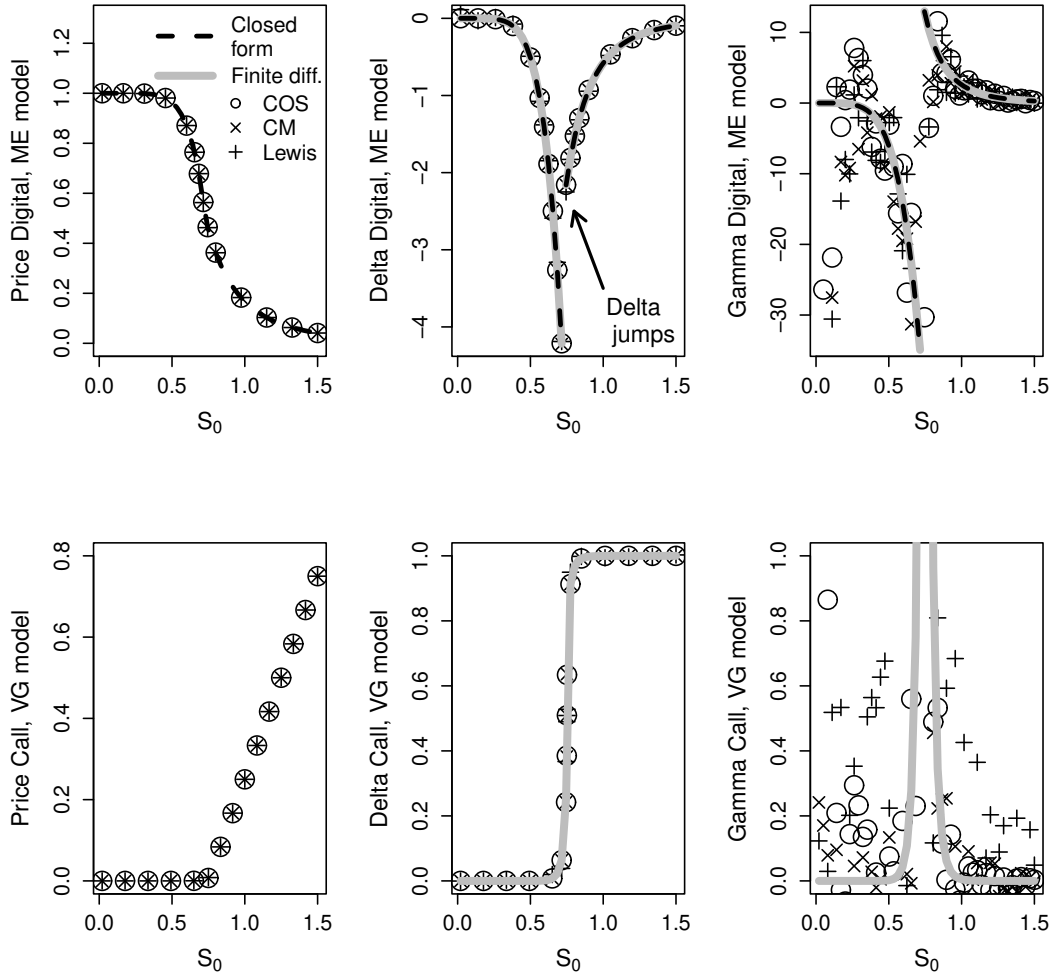 Price Digital, ME model
1.2
1.0
0.8
0.6
0.4
0.2
0.0
Closed
form
Finite diff.
COS
CM
Lewis
0.0 0.5 1.0 1.5
S0
Delta Digital, ME model
0
−1
−2
−3
−4
Delta
jumps
0.0 0.5 1.0 1.5
S0
Gamma Digital, ME model
10
0
−10
−20
−30
0.0 0.5 1.0 1.5
S0
Price Call, VG model
0.8
0.6
0.4
0.2
0.0
0.0 0.5 1.0 1.5
S0
Delta Call, VG model
1.0
0.8
0.6
0.4
0.2
0.0
0.0 0.5 1.0 1.5
S0
Gamma Call, VG model
1.0
0.8
0.6
0.4
0.2
0.0
0.0 0.5 1.0 1.5
S0